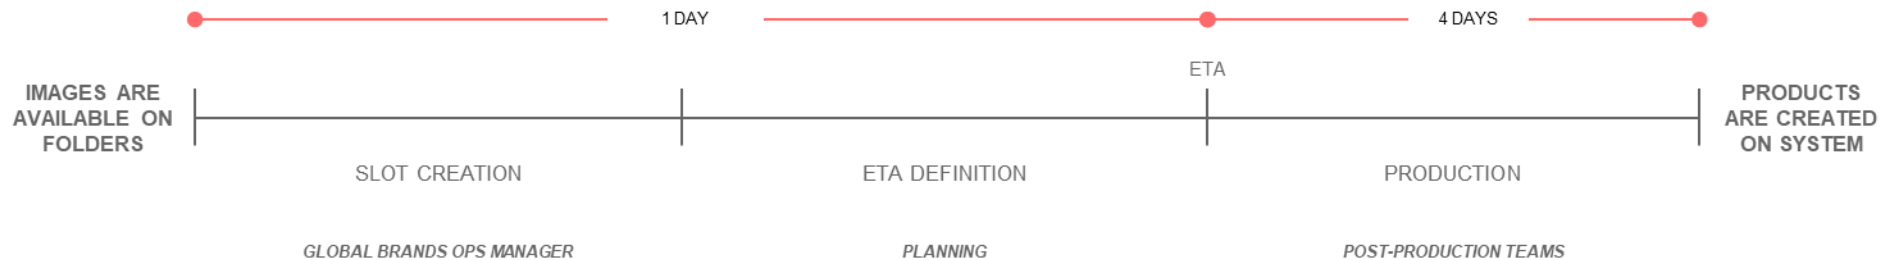 1 DAY
4 DAYS
ETA
IMAGES ARE
AVAILABLE ON
FOLDERS
PRODUCTS
ARE CREATED
ON SYSTEM
SLOT CREATION
ETA DEFINITION
PRODUCTION
GLOBAL BRANDS OPS MANAGER
PLANNING
POST-PRODUCTION TEAMS